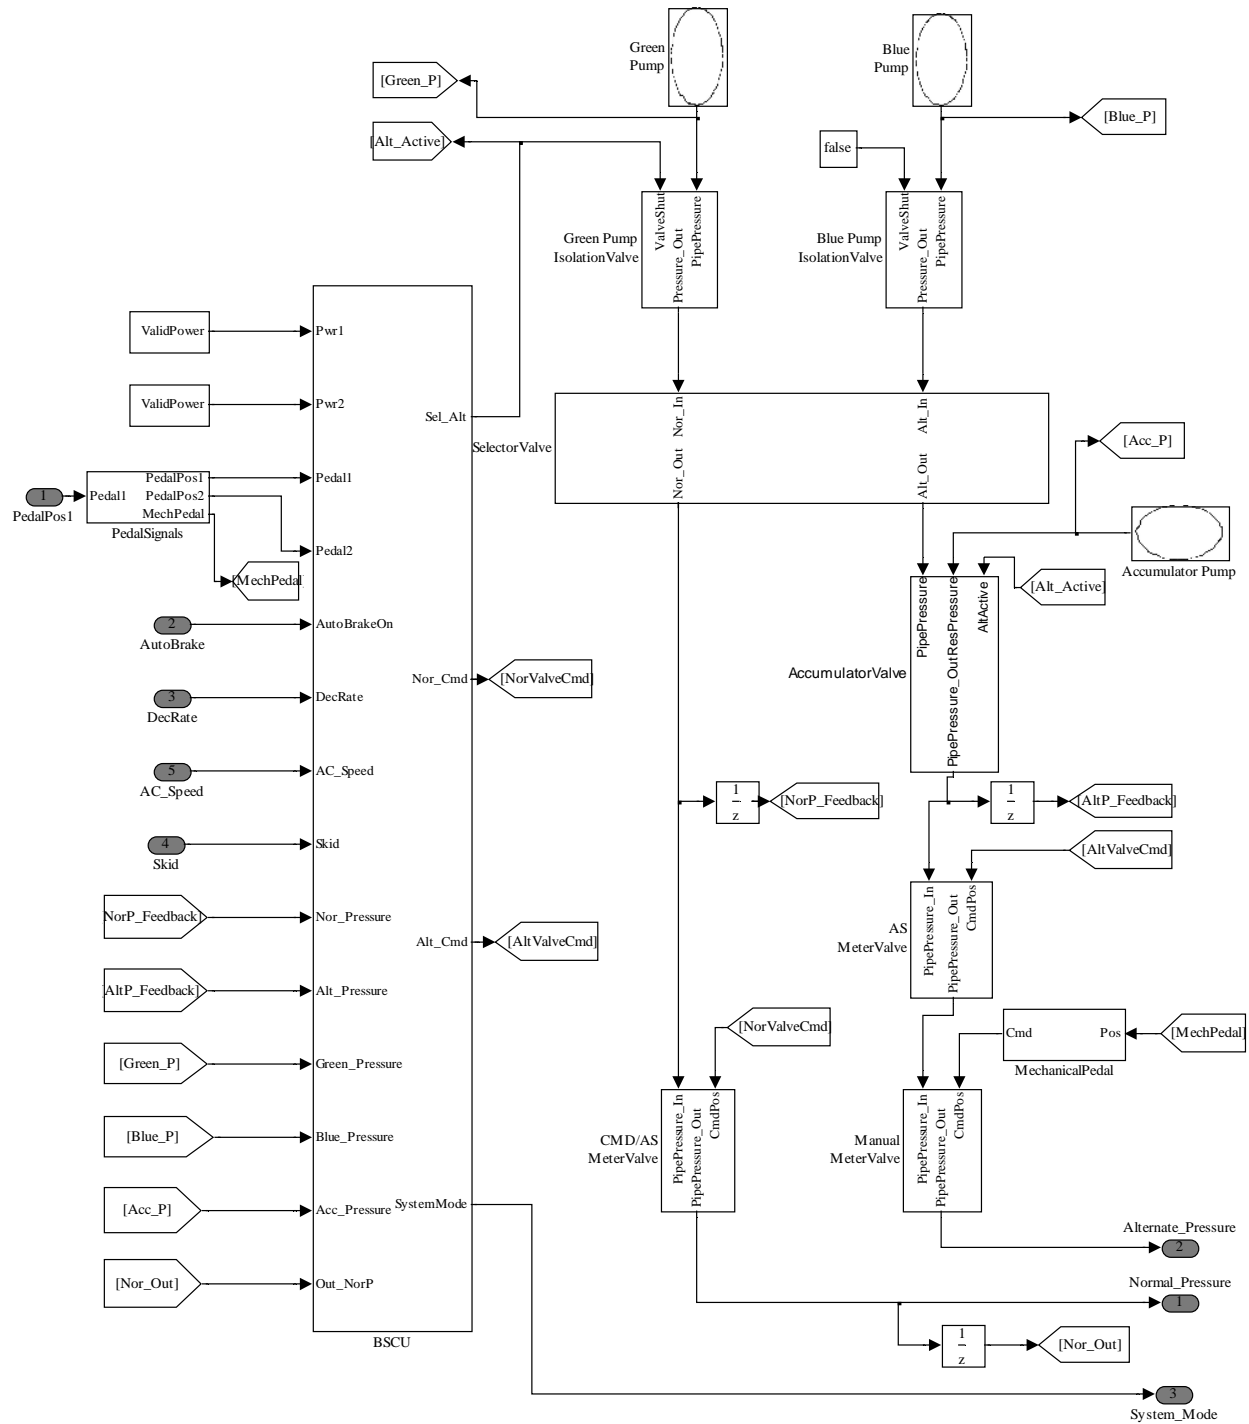 Green
Pump
Blue
Pump
[Green_P]
[Blue_P]
[Alt_Active]
false
ValveShut
Pressure_Out
PipePressure
Green Pump
IsolationValve
ValveShut
Pressure_Out
PipePressure
Blue Pump
IsolationValve
ValidPower
Pwr1
ValidPower
Pwr2
Sel_Alt
SelectorValve
Nor_In
Nor_Out
Alt_In
Alt_Out
[Acc_P]
1
PedalPos1
Pedal1
PedalPos1
PedalPos2
MechPedal
PedalSignals
Pedal1
Pedal2
[MechPedal]
Accumulator Pump
[Alt_Active]
PipePressure
PipePressure_OutResPressure
AltActive
AccumulatorValve
2
AutoBrake
AutoBrakeOn
Nor_Cmd
[NorValveCmd]
3
DecRate
DecRate
5
AC_Speed
AC_Speed
1
z
[NorP_Feedback]
1
z
[AltP_Feedback]
4
Skid
Skid
[AltValveCmd]
NorP_Feedback]
Nor_Pressure
Alt_Cmd
[AltValveCmd]
AS
MeterValve
PipePressure_In
PipePressure_Out
CmdPos
[AltP_Feedback]
Alt_Pressure
[NorValveCmd]
Cmd
Pos
[MechPedal]
MechanicalPedal
[Green_P]
Green_Pressure
[Blue_P]
Blue_Pressure
CMD/AS
MeterValve
PipePressure_In
PipePressure_Out
CmdPos
Manual
MeterValve
PipePressure_In
PipePressure_Out
CmdPos
[Acc_P]
Acc_Pressure
SystemMode
Alternate_Pressure
2
[Nor_Out]
Out_NorP
Normal_Pressure
1
BSCU
1
z
[Nor_Out]
3
System_Mode